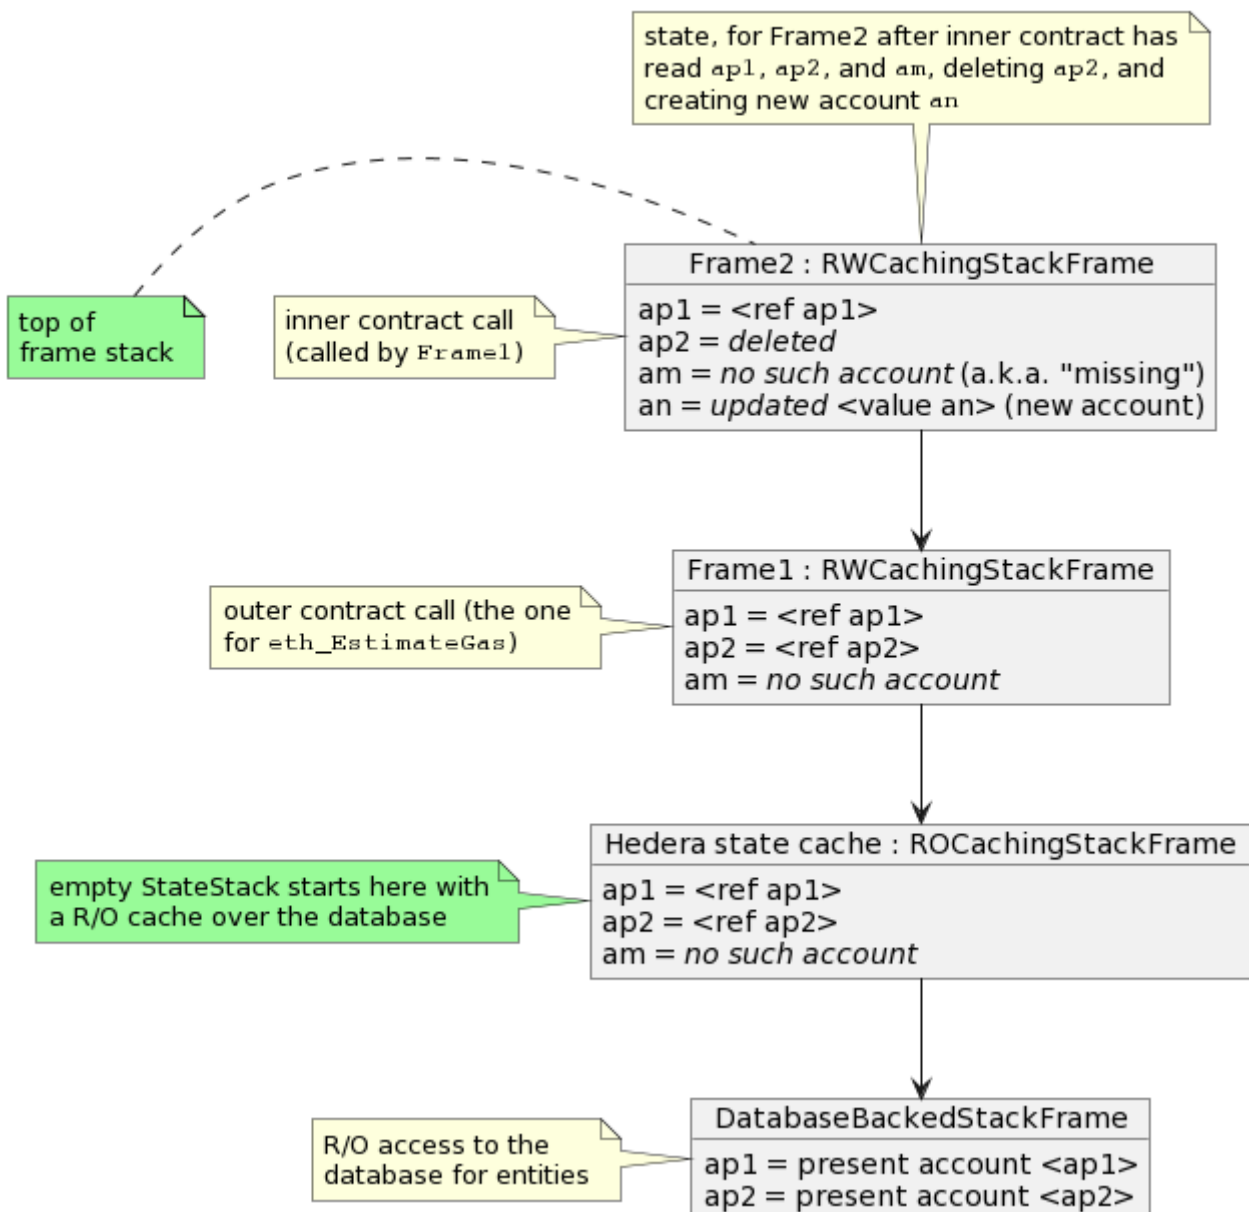 state, for Frame2 after inner contract has
read ap1, ap2, and am, deleting ap2, and
creating new account an
top of
frame stack
inner contract call
(called by Frame1)
Frame2 : RWCachingStackFrame
ap1 = <ref ap1>
ap2 = deleted
am = no such account (a.k.a. "missing")
an = updated <value an> (new account)
outer contract call (the one
for eth_EstimateGas)
Frame1 : RWCachingStackFrame
ap1 = <ref ap1>
ap2 = <ref ap2>
am = no such account
empty StateStack starts here with
a R/O cache over the database
Hedera state cache : ROCachingStackFrame
ap1 = <ref ap1>
ap2 = <ref ap2>
am = no such account
R/O access to the
database for entities
DatabaseBackedStackFrame
ap1 = present account <ap1>
ap2 = present account <ap2>